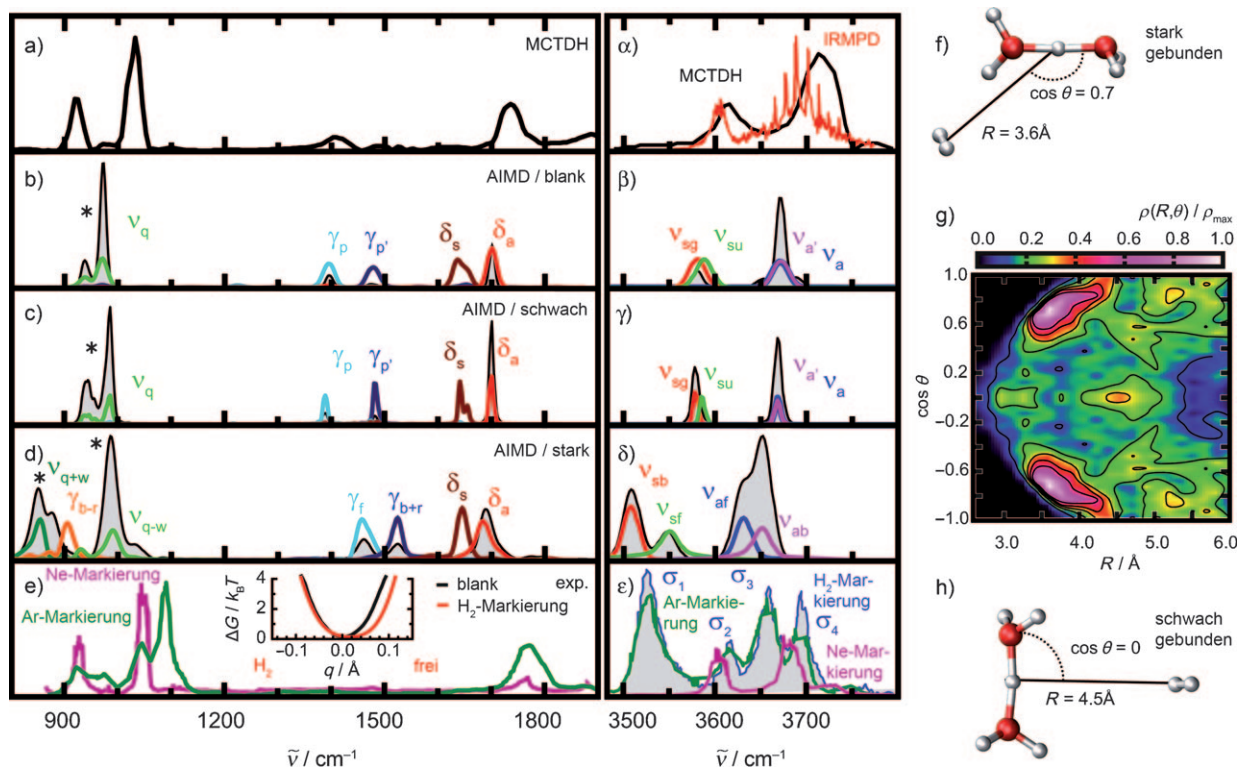 a)
MCTDH
b)
AIMD / blank
*
ν_q
γ_p
γ_p'
δ_s
δ_a
c)
AIMD / schwach
*
ν_q
γ_p
γ_p'
δ_s
δ_a
d)
AIMD / stark
*
*
ν_q+w
γ_b-r
ν_q-w
γ_f
γ_b+r
δ_s
δ_a
e)
Ne-Markierung
Ar-Markierung
ΔG / k_BT
4
2
0
-0.1 0.0 0.1
q / Å
blank
H₂-Markierung
exp.
H₂ frei
900 1200 1500 1800
ν̃ / cm⁻¹
α)
IRMPD
MCTDH
β)
ν_sg
ν_su
ν_a'
ν_a
γ)
ν_sg
ν_su
ν_a'
ν_a
δ)
ν_sb
ν_sf
ν_af
ν_ab
ε)
σ₁
σ₃
H₂-Mar-
kierung
Ar-Markie-
rung
σ₂
σ₄
Ne-Mar-
kierung
3500 3600 3700
ν̃ / cm⁻¹
f)
stark
gebunden
cos θ = 0.7
R = 3.6Å
g)
ρ(R,θ) / ρ_max
0.0 0.2 0.4 0.6 0.8 1.0
1.0
0.6
0.2
-0.2
-0.6
-1.0
cos θ
3.0 4.0 5.0 6.0
R / Å
h)
schwach
gebunden
cos θ = 0
R = 4.5Å